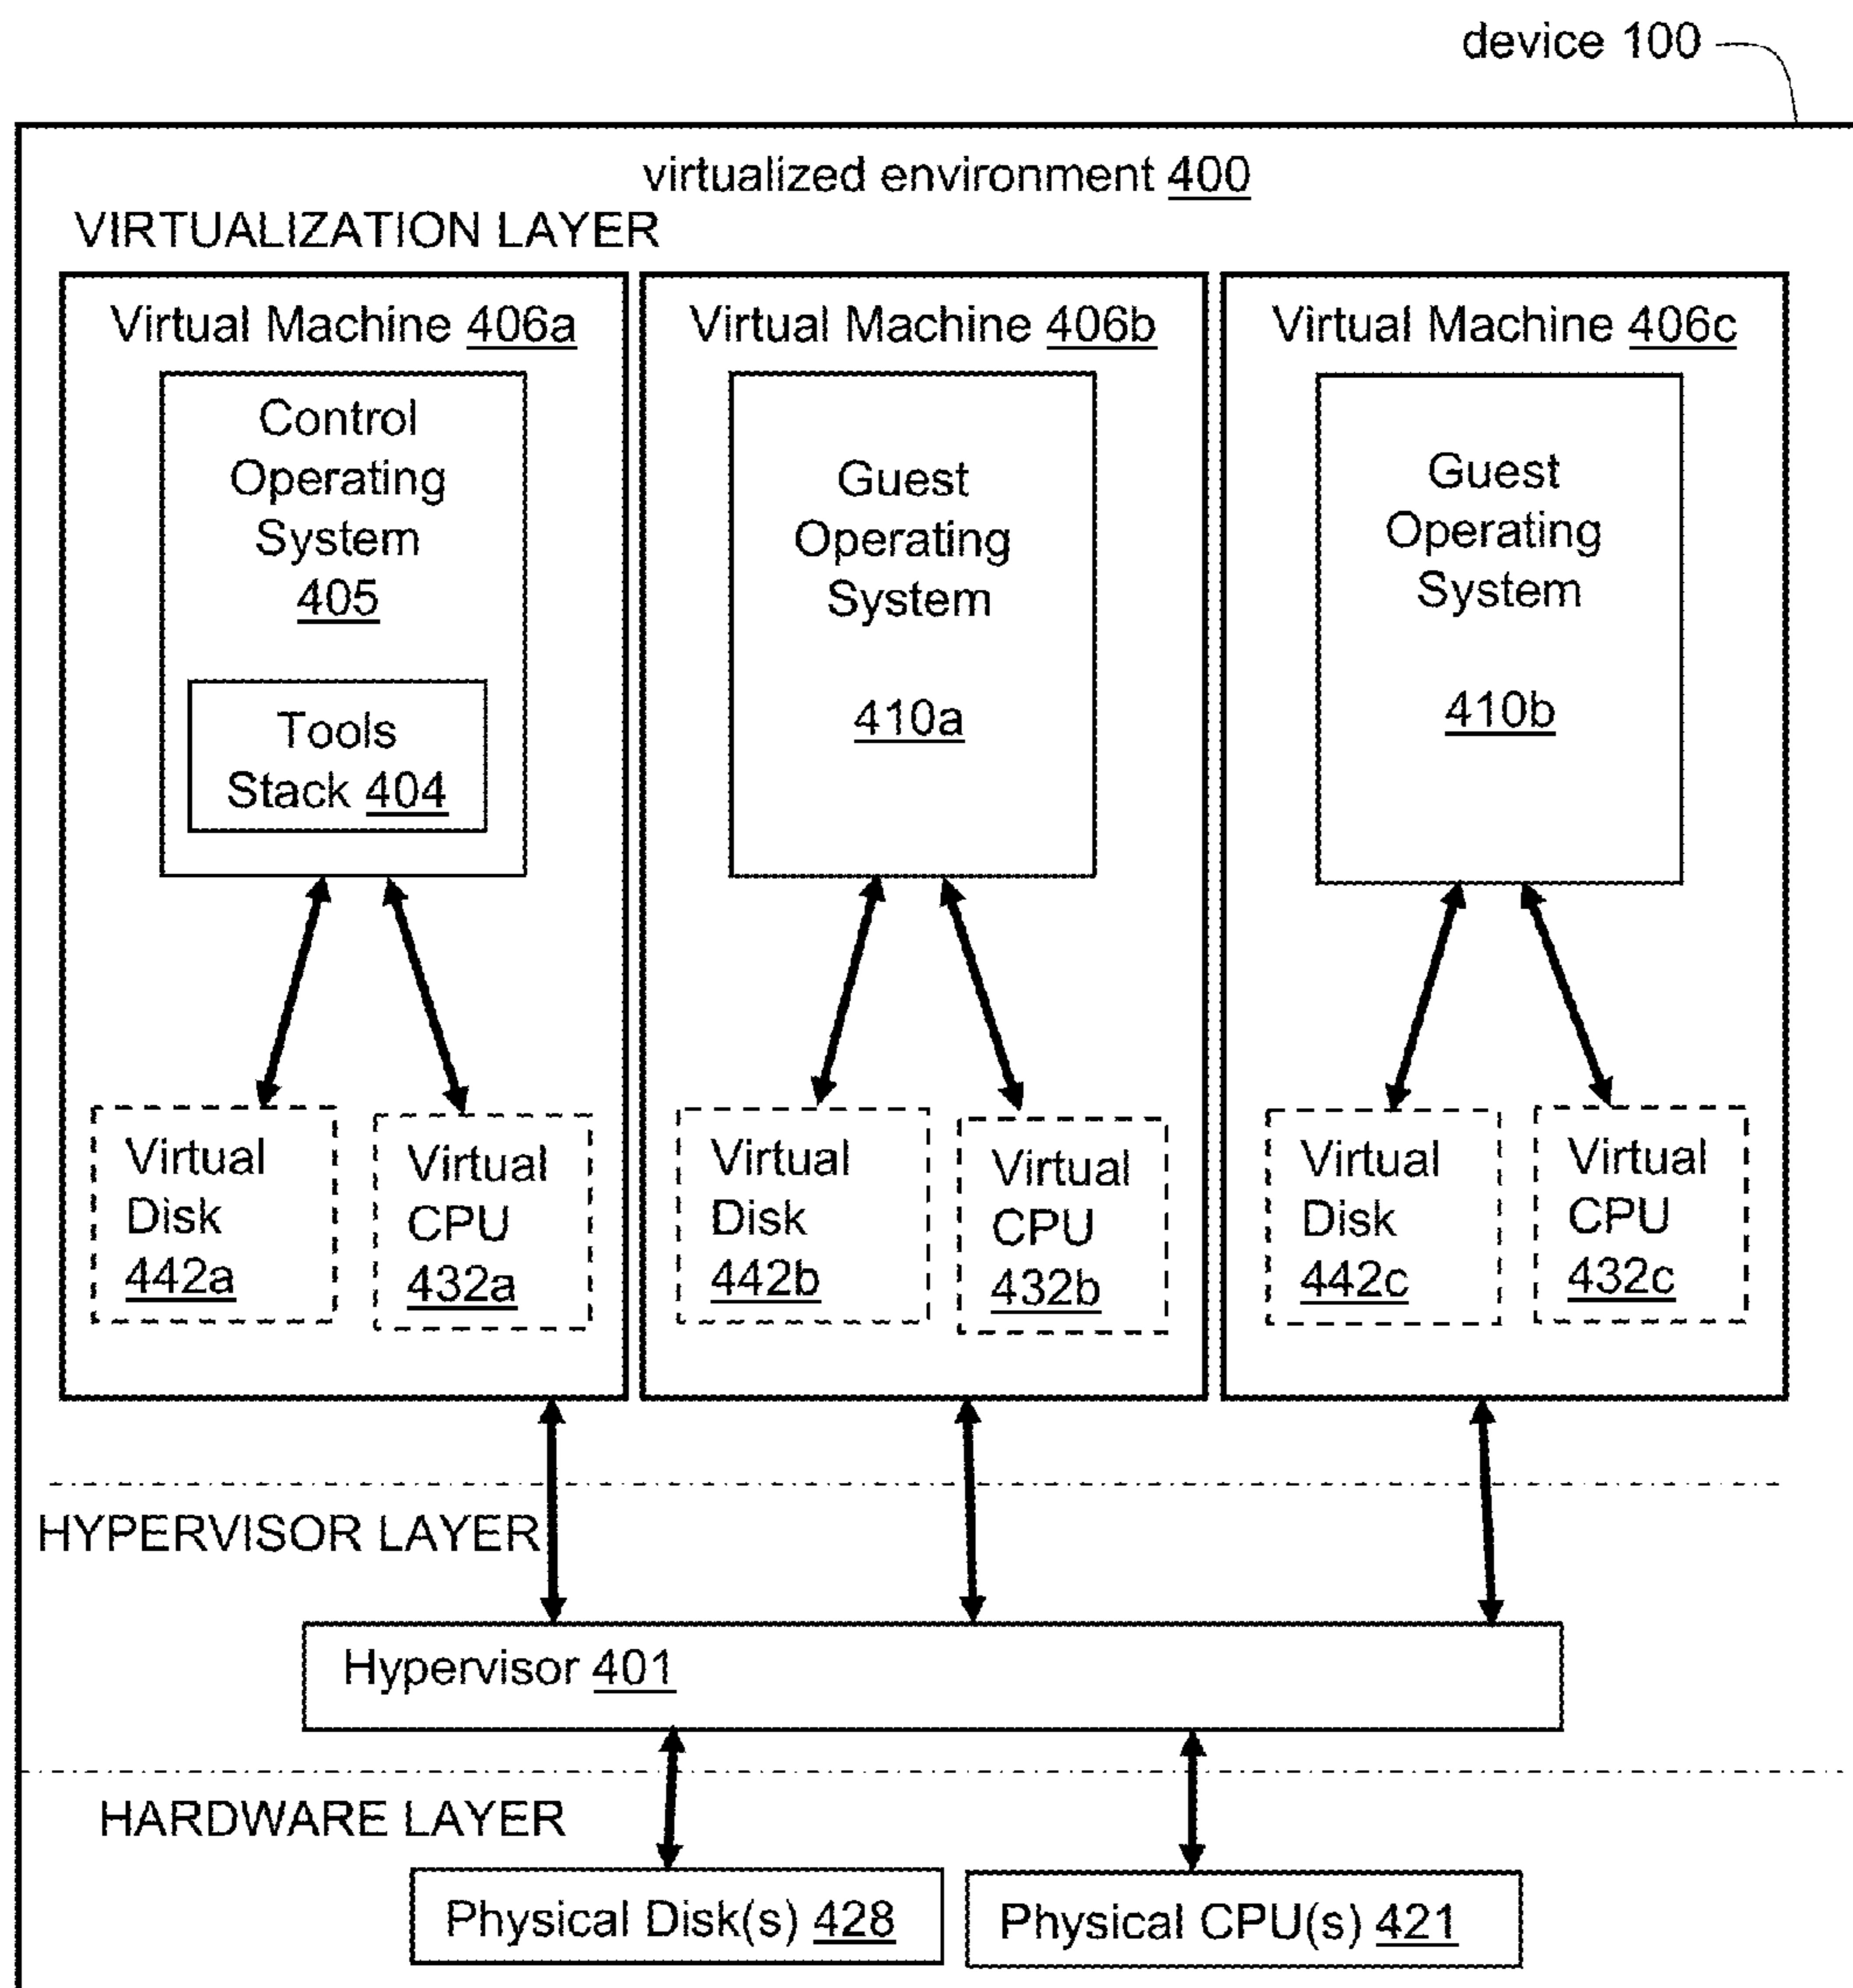 device 100
virtualized environment 400
VIRTUALIZATION LAYER
Virtual Machine 406a
Control
Operating
System
405
Tools
Stack 404
Virtual
Disk
442a
Virtual
CPU
432a
Virtual Machine 406b
Guest
Operating
System
410a
Virtual
Disk
442b
Virtual
CPU
432b
Virtual Machine 406c
Guest
Operating
System
410b
Virtual
Disk
442c
Virtual
CPU
432c
HYPERVISOR LAYER
Hypervisor 401
HARDWARE LAYER
Physical Disk(s) 428
Physical CPU(s) 421